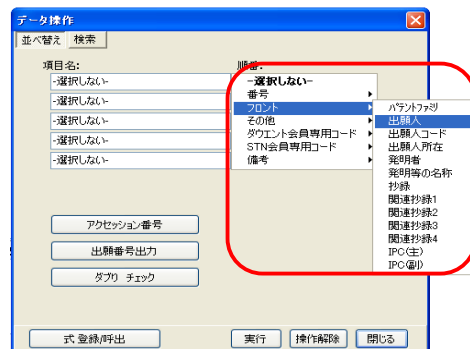 データ操作
並べ替え 検索
項目名: 順番:
-選択しない- -選択しない-
番号
-選択しない- フロント パテントファミリ
その他 出願人
-選択しない- ダウエント会員専用コード 出願人コード
STN会員専用コード 出願人所在
-選択しない- 備考 発明者
-選択しない- 発明等の名称
抄録
関連抄録1
関連抄録2
アクセッション番号 関連抄録3
関連抄録4
出願番号出力 IPC(主)
IPC(副)
ダブり チェック
式 登録/呼出 実行 操作解除 閉じる